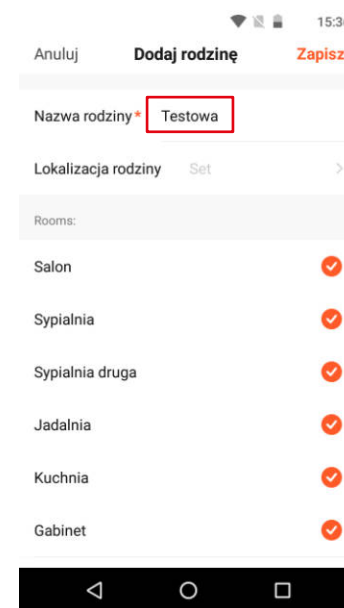 15:3
Anuluj Dodaj rodzinę Zapisz
Nazwa rodziny* Testowa
Lokalizacja rodziny Set
Rooms:
Salon
Sypialnia
Sypialnia druga
Jadalnia
Kuchnia
Gabinet